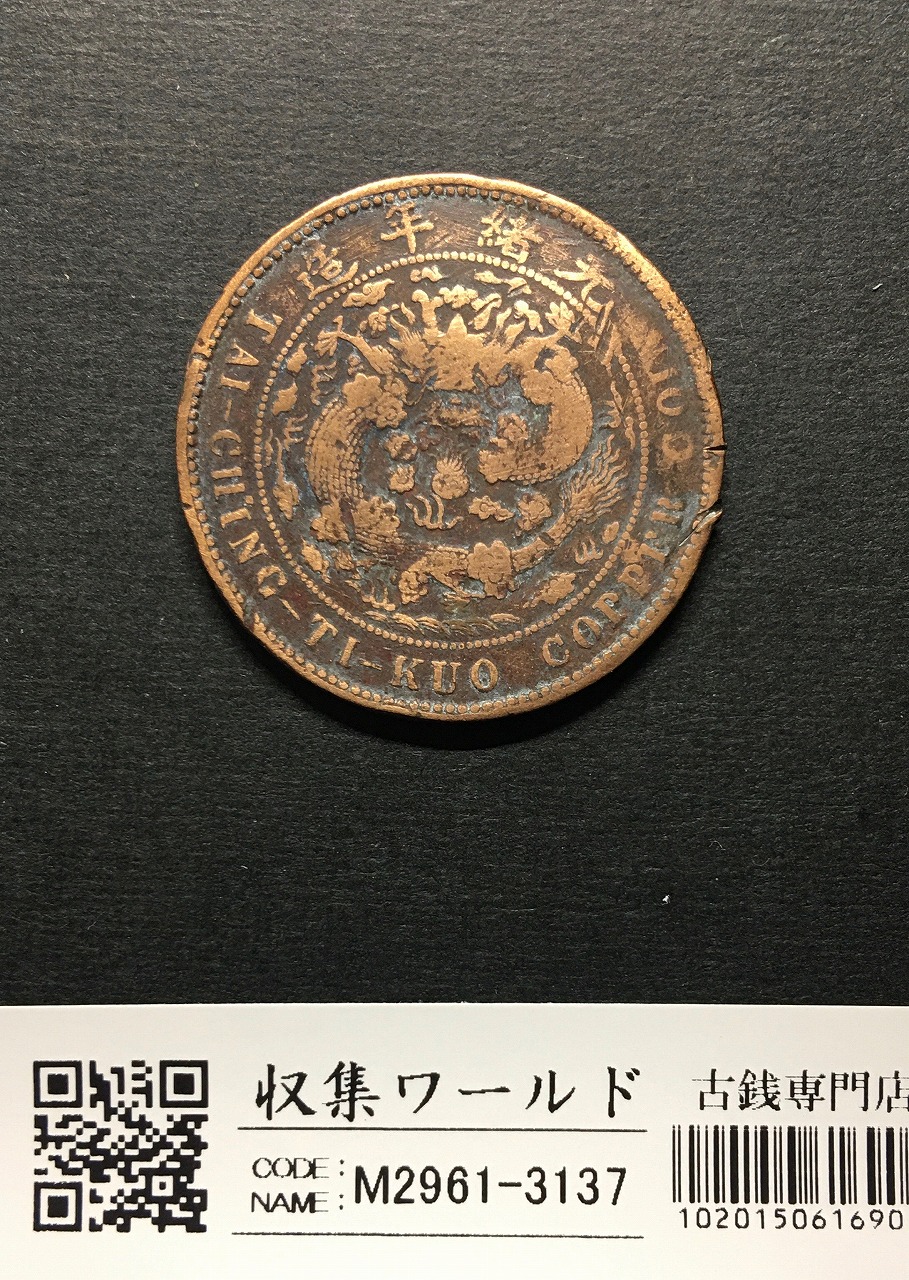 光緒年造
TAI-CHING-TI-KUO COPPER COIN
収集ワールド 古銭専門店
CODE:
NAME: M2961-3137
102015061690